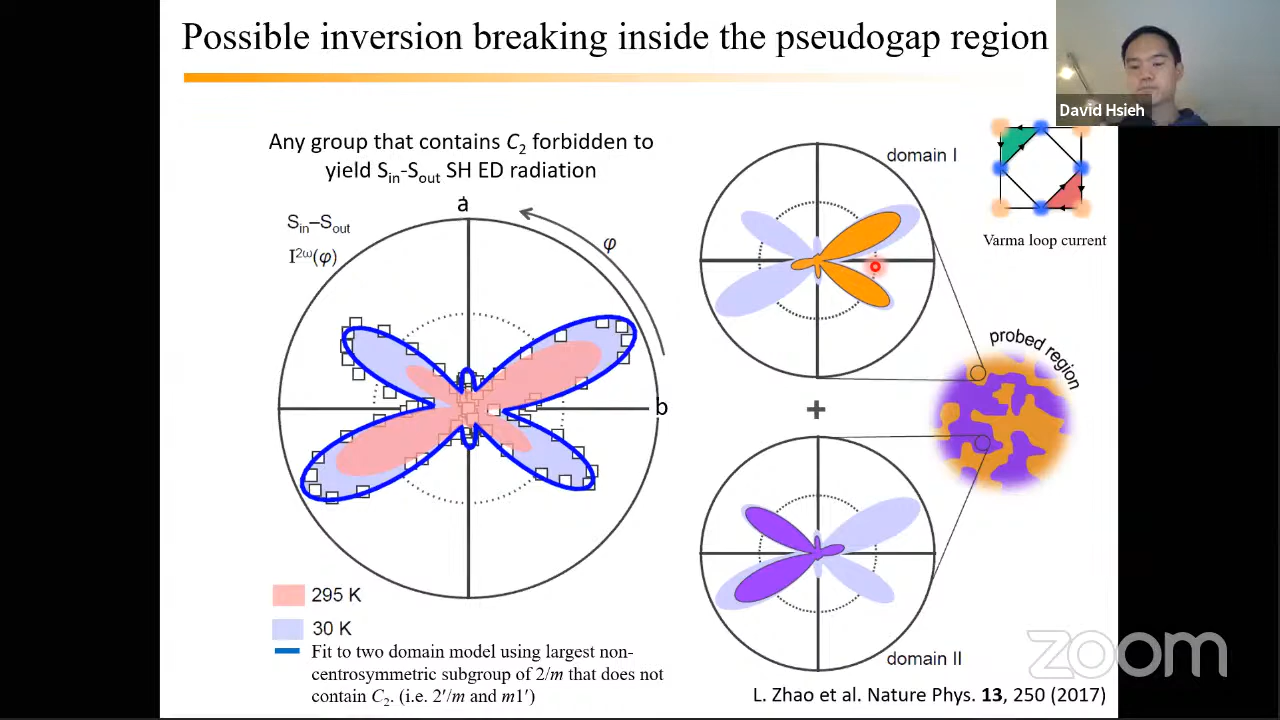 Possible inversion breaking inside the pseudogap region
David Hsieh
Any group that contains C₂ forbidden to
yield Sin-Sout SH ED radiation
Sin–Sout
I²ω(φ)
a
φ
b
295 K
30 K
Fit to two domain model using largest non-
centrosymmetric subgroup of 2/m that does not
contain C₂. (i.e. 2′/m and m1′)
domain I
Varma loop current
probed region
+
domain II
L. Zhao et al. Nature Phys. 13, 250 (2017)
zoom